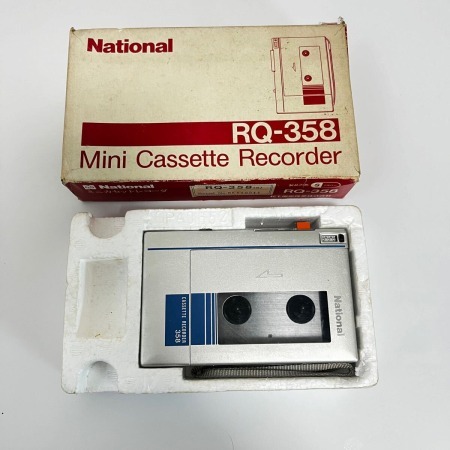 National
RQ-358
Mini Cassette Recorder
National
RQ-358
RQ-358
National
CASSETTE RECORDER
358